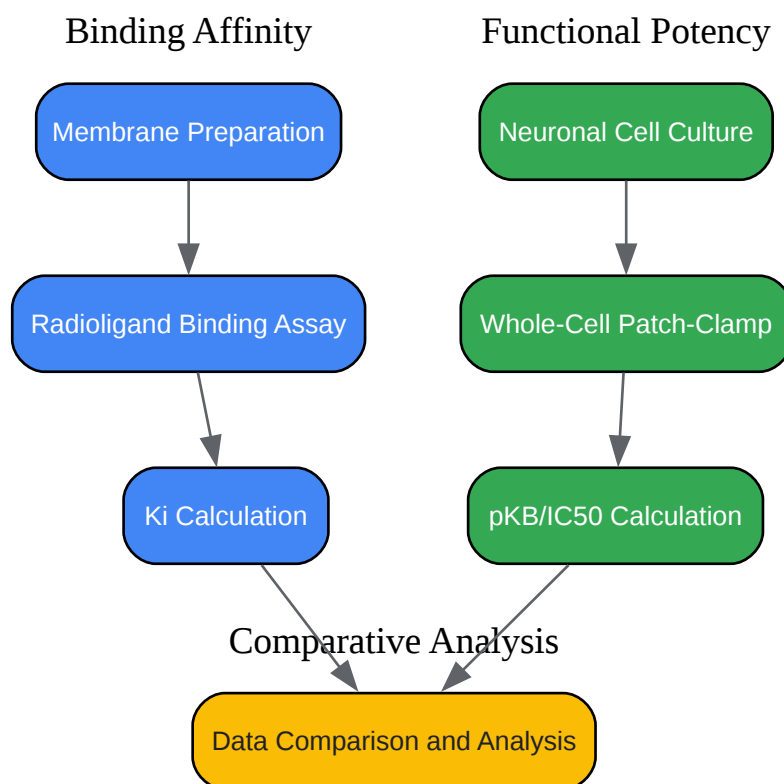 Binding Affinity
Functional Potency
Membrane Preparation
Neuronal Cell Culture
Radioligand Binding Assay
Whole-Cell Patch-Clamp
Ki Calculation
pKB/IC50 Calculation
Comparative Analysis
Data Comparison and Analysis